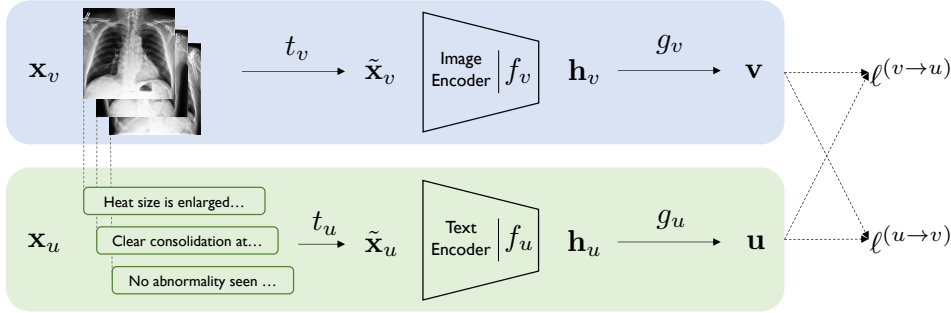 x_v
t_v
x̃_v
Image
Encoder
f_v
h_v
g_v
v
ℓ^(v→u)
x_u
Heat size is enlarged…
Clear consolidation at…
No abnormality seen …
t_u
x̃_u
Text
Encoder
f_u
h_u
g_u
u
ℓ^(u→v)